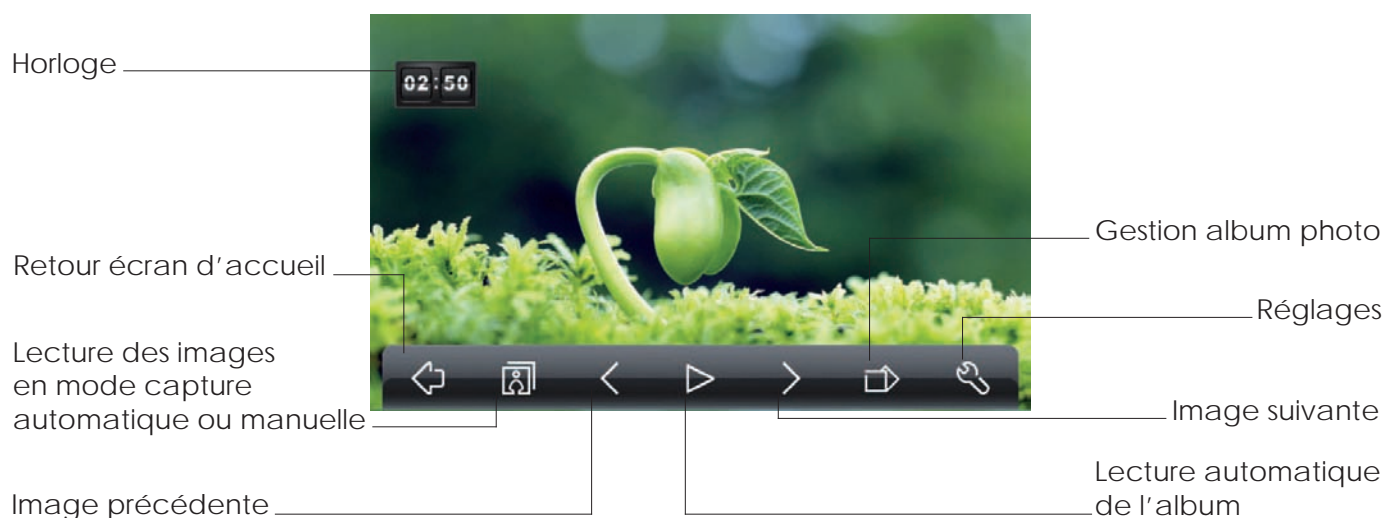 Horloge
02:50
Retour écran d'accueil
Lecture des images
en mode capture
automatique ou manuelle
Image précédente
Gestion album photo
Réglages
Image suivante
Lecture automatique
de l'album